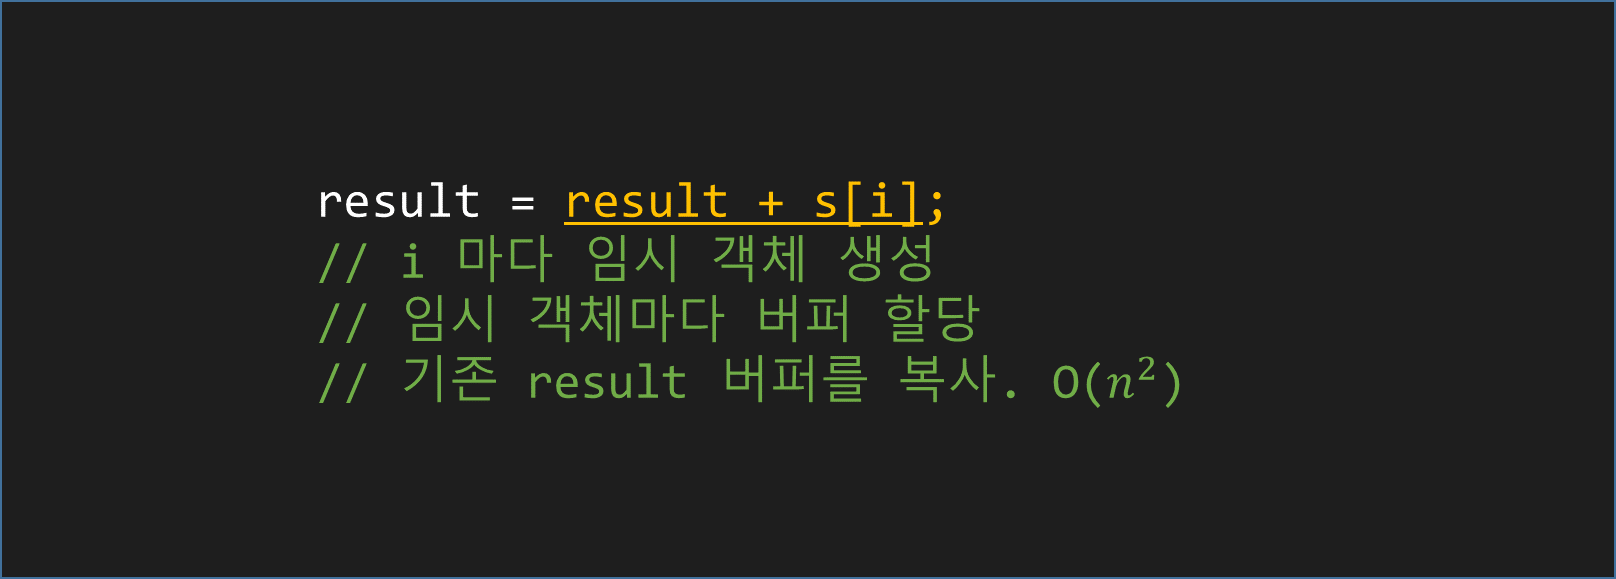 result = result + s[i];
// i 마다 임시 객체 생성
// 임시 객체마다 버퍼 할당
// 기존 result 버퍼를 복사. O(n²)